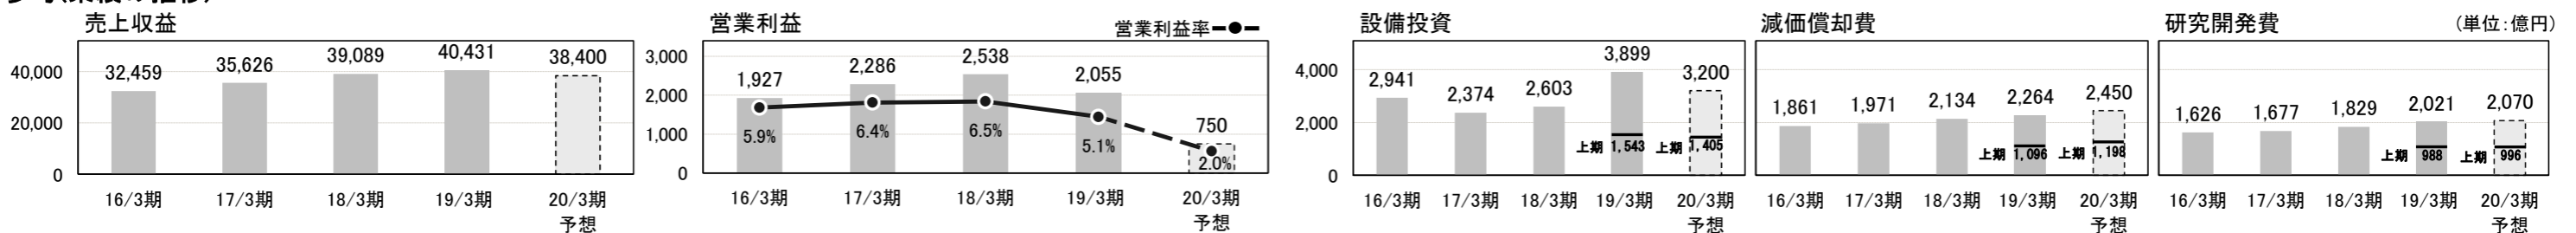 売上収益
40,000
20,000
0
32,459
35,626
39,089
40,431
38,400
16/3期
17/3期
18/3期
19/3期
20/3期
予想
営業利益
営業利益率
3,000
2,000
1,000
0
1,927
2,286
2,538
2,055
750
5.9%
6.4%
6.5%
5.1%
2.0%
16/3期
17/3期
18/3期
19/3期
20/3期
予想
設備投資
4,000
2,000
0
2,941
2,374
2,603
3,899
3,200
上期 1,543
上期 1,405
16/3期
17/3期
18/3期
19/3期
20/3期
予想
減価償却費
1,861
1,971
2,134
2,264
2,450
上期 1,096
上期 1,198
16/3期
17/3期
18/3期
19/3期
20/3期
予想
研究開発費
(単位:億円)
1,626
1,677
1,829
2,021
2,070
上期 988
上期 996
16/3期
17/3期
18/3期
19/3期
20/3期
予想